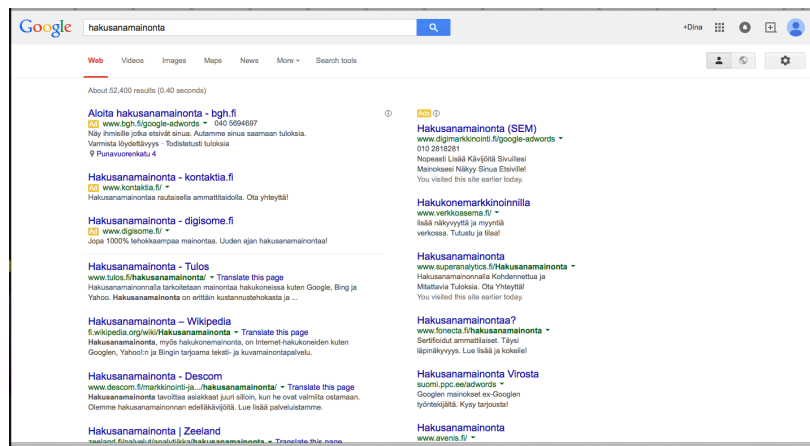 Google
hakusanamainonta
+Dina
Web Videos Images Maps News More Search tools
About 52,400 results (0.40 seconds)
Aloita hakusanamainonta - bgh.fi
Ad www.bgh.fi/google-adwords 040 5694697
Näy ihmisille jotka etsivät sinua. Autamme sinua saamaan tuloksia.
Varmista löydettävyys · Todistetusti tuloksia
Punavuorenkatu 4
Hakusanamainonta - kontaktia.fi
Ad www.kontaktia.fi/
Hakusanamainontaa rautaisella ammattitaidolla. Ota yhteyttä!
Hakusanamainonta - digisome.fi
Ad www.digisome.fi/
Jopa 1000% tehokkaampaa mainontaa. Uuden ajan hakusanamainontaa!
Hakusanamainonta - Tulos
www.tulos.fi/hakusanamainonta/ Translate this page
Hakusanamainonnalla tarkoitetaan mainontaa hakukoneissa kuten Google, Bing ja
Yahoo. Hakusanamainonta on erittäin kustannustehokasta ja ...
Hakusanamainonta – Wikipedia
fi.wikipedia.org/wiki/Hakusanamainonta Translate this page
Hakusanamainonta, myös hakukonemainonta, on Internet-hakukoneiden kuten
Googlen, Yahoo!:n ja Bingin tarjoama teksti- ja kuvamainontapalvelu.
Hakusanamainonta - Descom
www.descom.fi/markkinointi-ja.../hakusanamainonta/ Translate this page
Hakusanamainonta tavoittaa asiakkaat juuri silloin, kun he ovat valmiita ostamaan.
Olemme hakusanamainonnan edelläkävijöitä. Lue lisää palveluistamme.
Hakusanamainonta | Zeeland
zeeland.fi/palvelut/analytiikka/hakusanamainonta Translate this page
Ads
Hakusanamainonta (SEM)
www.digimarkkinointi.fi/google-adwords
010 2818281
Nopeasti Lisää Kävijöitä Sivuillesi
Mainoksesi Näkyy Sinua Etsiville!
You visited this site earlier today.
Hakukonemarkkinoinnilla
www.verkkoasema.fi/
lisää näkyvyyttä ja myyntiä
verkossa. Tutustu ja tilaa!
Hakusanamainonta
www.superanalytics.fi/Hakusanamainonta
Hakusanamainonnalla Kohdennettua ja
Mitattavia Tuloksia. Ota Yhteyttä!
You visited this site earlier today.
Hakusanamainontaa?
www.fonecta.fi/hakusanamainonta
Sertifioidut ammattilaiset. Täysi
läpinäkyvyys. Lue lisää ja kokeile!
Hakusanamainonta Virosta
suomi.ppc.ee/adwords
Googlen mainokset ex-Googlen
työntekijältä. Kysy tarjousta!
Hakusanamainonta
www.avenis.fi/